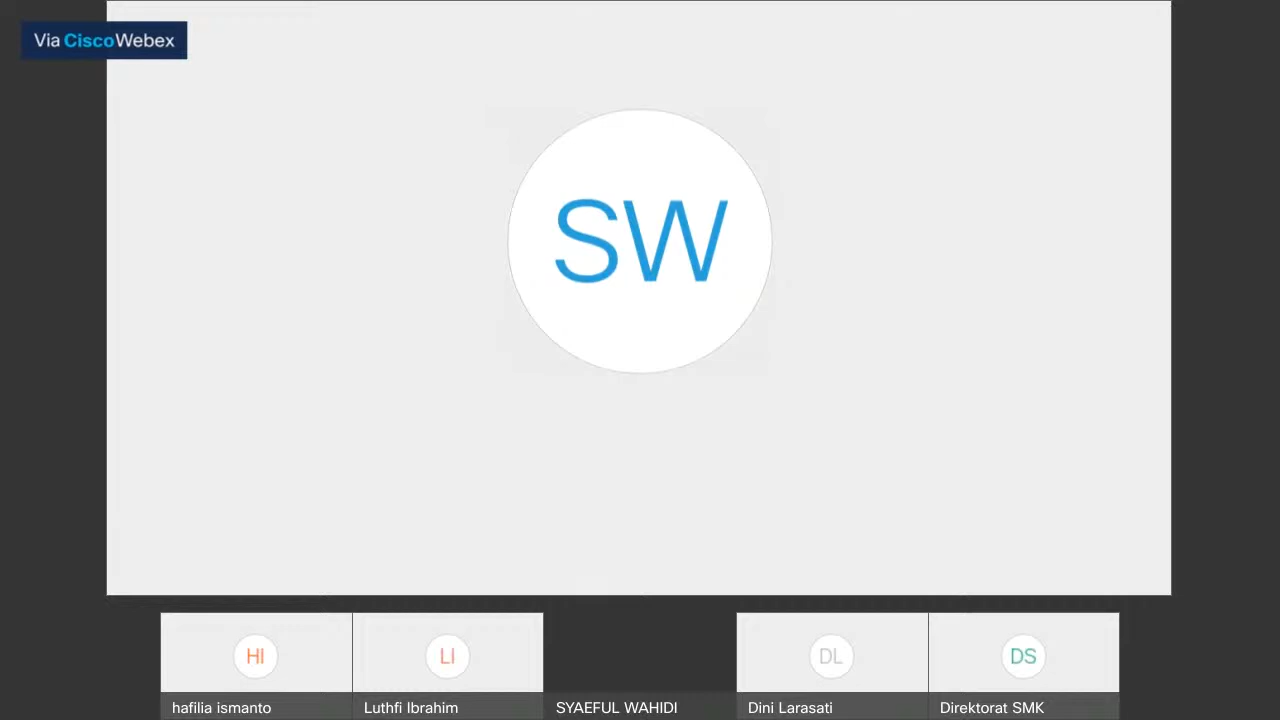 Via CiscoWebex
SW
HI
LI
DL
DS
hafilia ismanto
Luthfi Ibrahim
SYAEFUL WAHIDI
Dini Larasati
Direktorat SMK